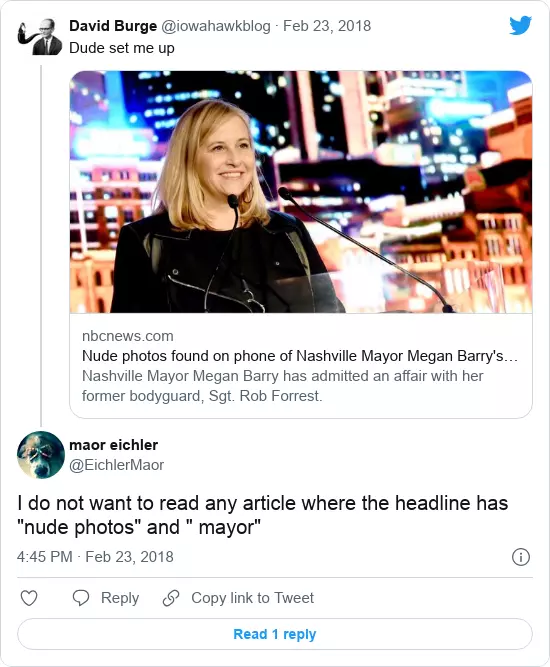 David Burge @iowahawkblog · Feb 23, 2018
Dude set me up
nbcnews.com
Nude photos found on phone of Nashville Mayor Megan Barry's...
Nashville Mayor Megan Barry has admitted an affair with her
former bodyguard, Sgt. Rob Forrest.
maor eichler
@EichlerMaor
I do not want to read any article where the headline has
"nude photos" and " mayor"
4:45 PM · Feb 23, 2018
Reply
Copy link to Tweet
Read 1 reply